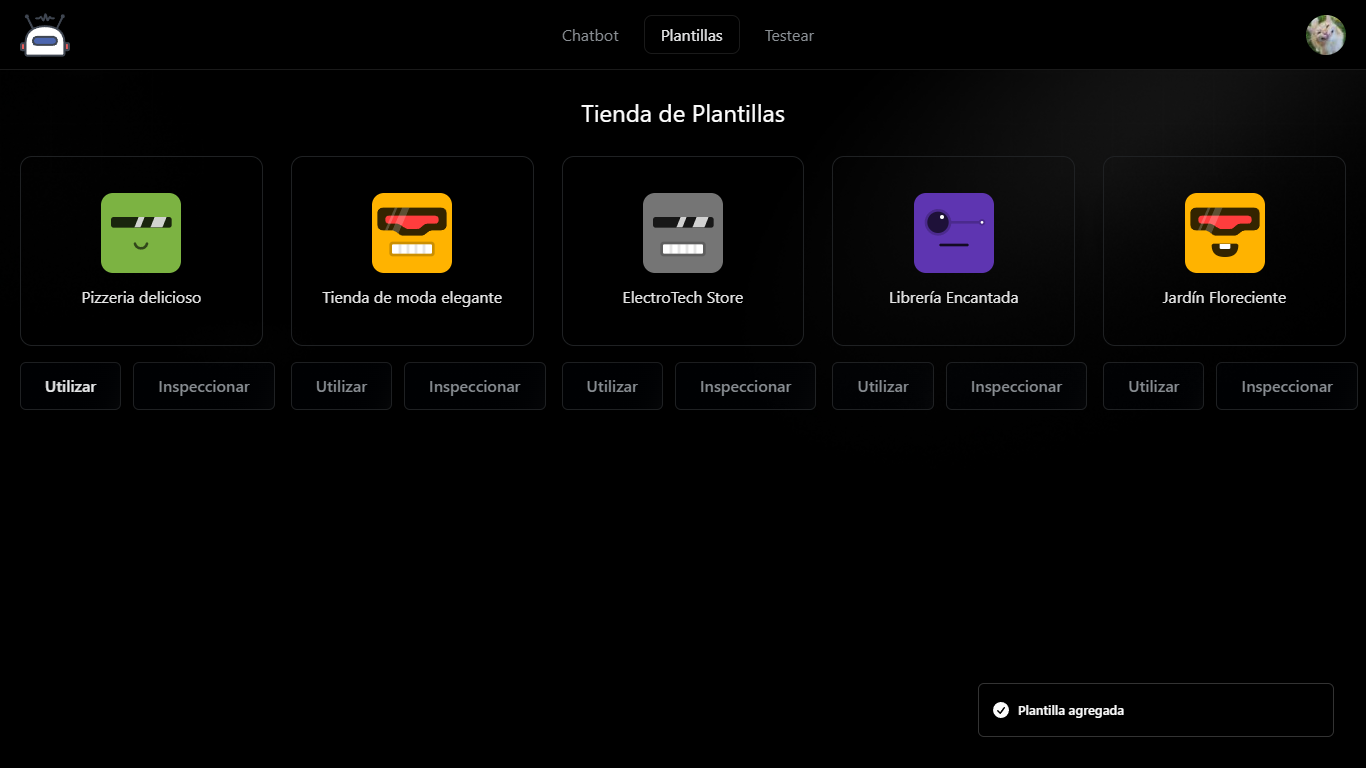 Chatbot
Plantillas
Testear
Tienda de Plantillas
Pizzeria delicioso
Tienda de moda elegante
ElectroTech Store
Librería Encantada
Jardín Floreciente
Utilizar
Inspeccionar
Utilizar
Inspeccionar
Utilizar
Inspeccionar
Utilizar
Inspeccionar
Utilizar
Inspeccionar
Plantilla agregada